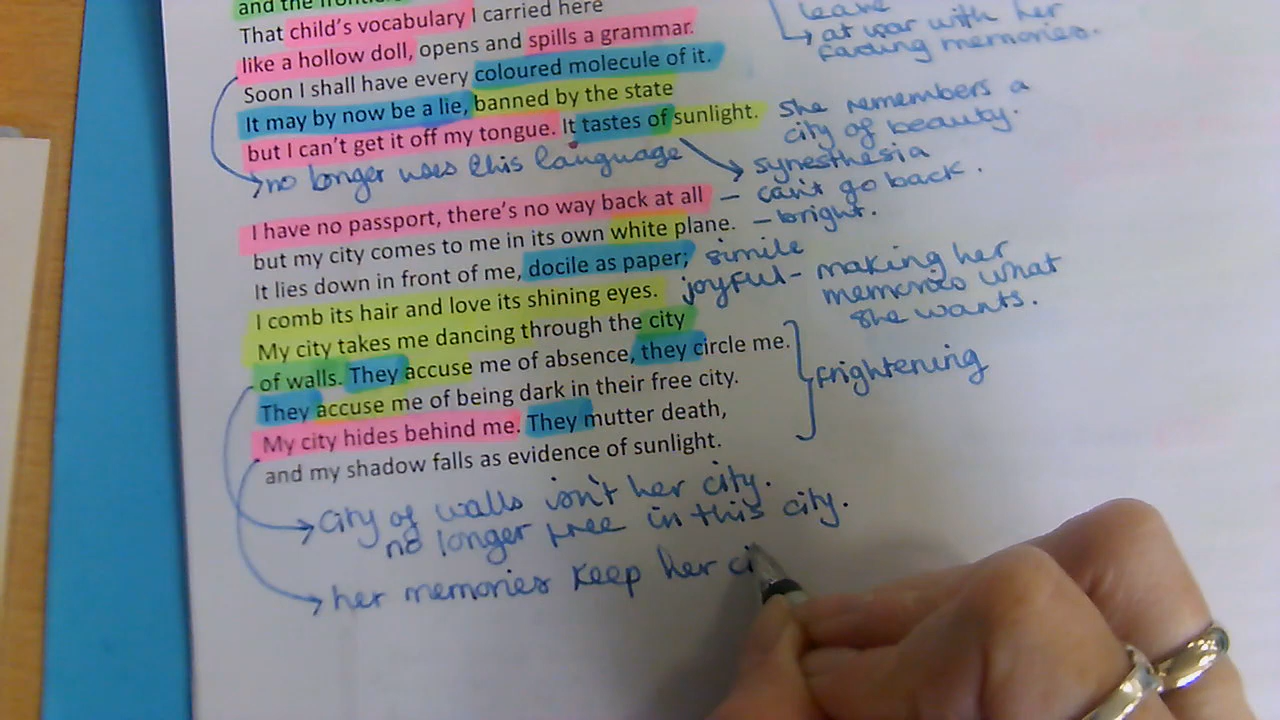 and the
That child's vocabulary I carried here
like a hollow doll, opens and spills a grammar.
Soon I shall have every coloured molecule of it.
It may by now be a lie, banned by the state
but I can't get it off my tongue. It tastes of sunlight.
leave
at war with her
fading memories.
She remembers a
city of beauty.
no longer uses this language
synesthesia
I have no passport, there's no way back at all – can't go back.
but my city comes to me in its own white plane. – bright.
It lies down in front of me, docile as paper; simile
I comb its hair and love its shining eyes. joyful – making her
memories what
she wants.
My city takes me dancing through the city
of walls. They accuse me of absence, they circle me.
They accuse me of being dark in their free city.
My city hides behind me. They mutter death,
and my shadow falls as evidence of sunlight.
frightening
City of walls isn't her city.
no longer free in this city.
her memories keep her ci